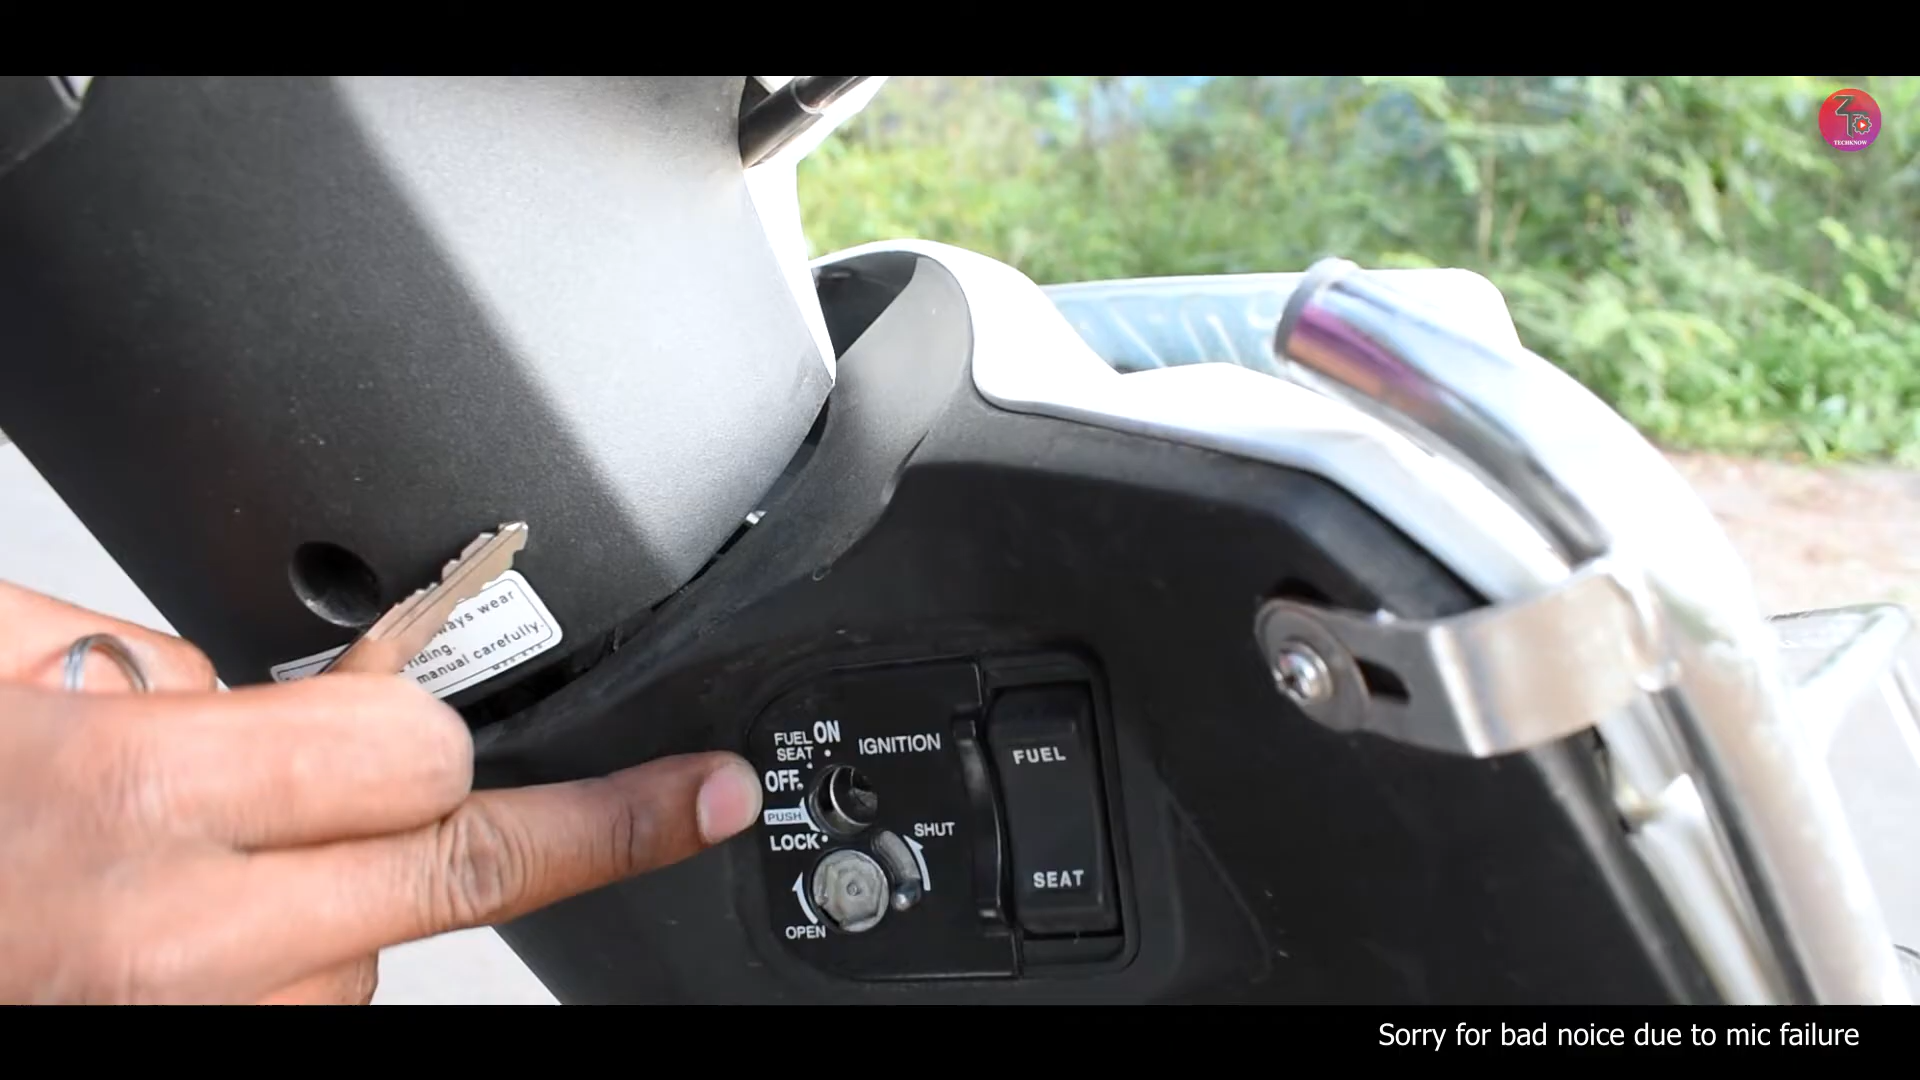 TECHKNOW
ways wear
riding.
manual carefully.
FUEL ON
SEAT
IGNITION
OFF
PUSH
LOCK
SHUT
OPEN
FUEL
SEAT
Sorry for bad noice due to mic failure